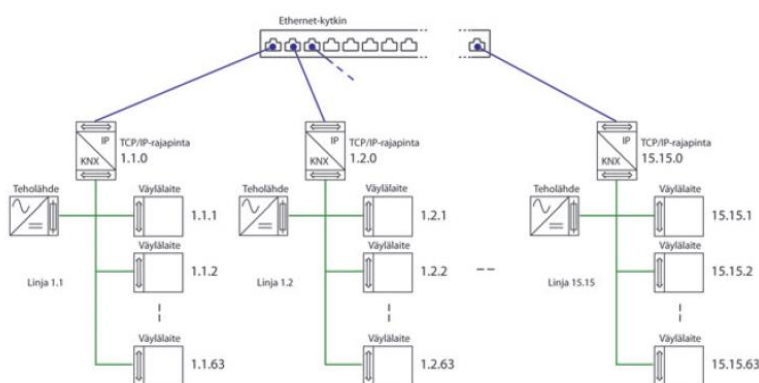 Ethernet-kytkin
IP
KNX
TCP/IP-rajapinta
1.1.0
IP
KNX
TCP/IP-rajapinta
1.2.0
IP
KNX
TCP/IP-rajapinta
15.15.0
Teholähde
Väylälaite
1.1.1
Teholähde
Väylälaite
1.2.1
Teholähde
Väylälaite
15.15.1
Linja 1.1
Väylälaite
1.1.2
Linja 1.2
Väylälaite
1.2.2
Linja 15.15
Väylälaite
15.15.2
Väylälaite
1.1.63
Väylälaite
1.2.63
Väylälaite
15.15.63